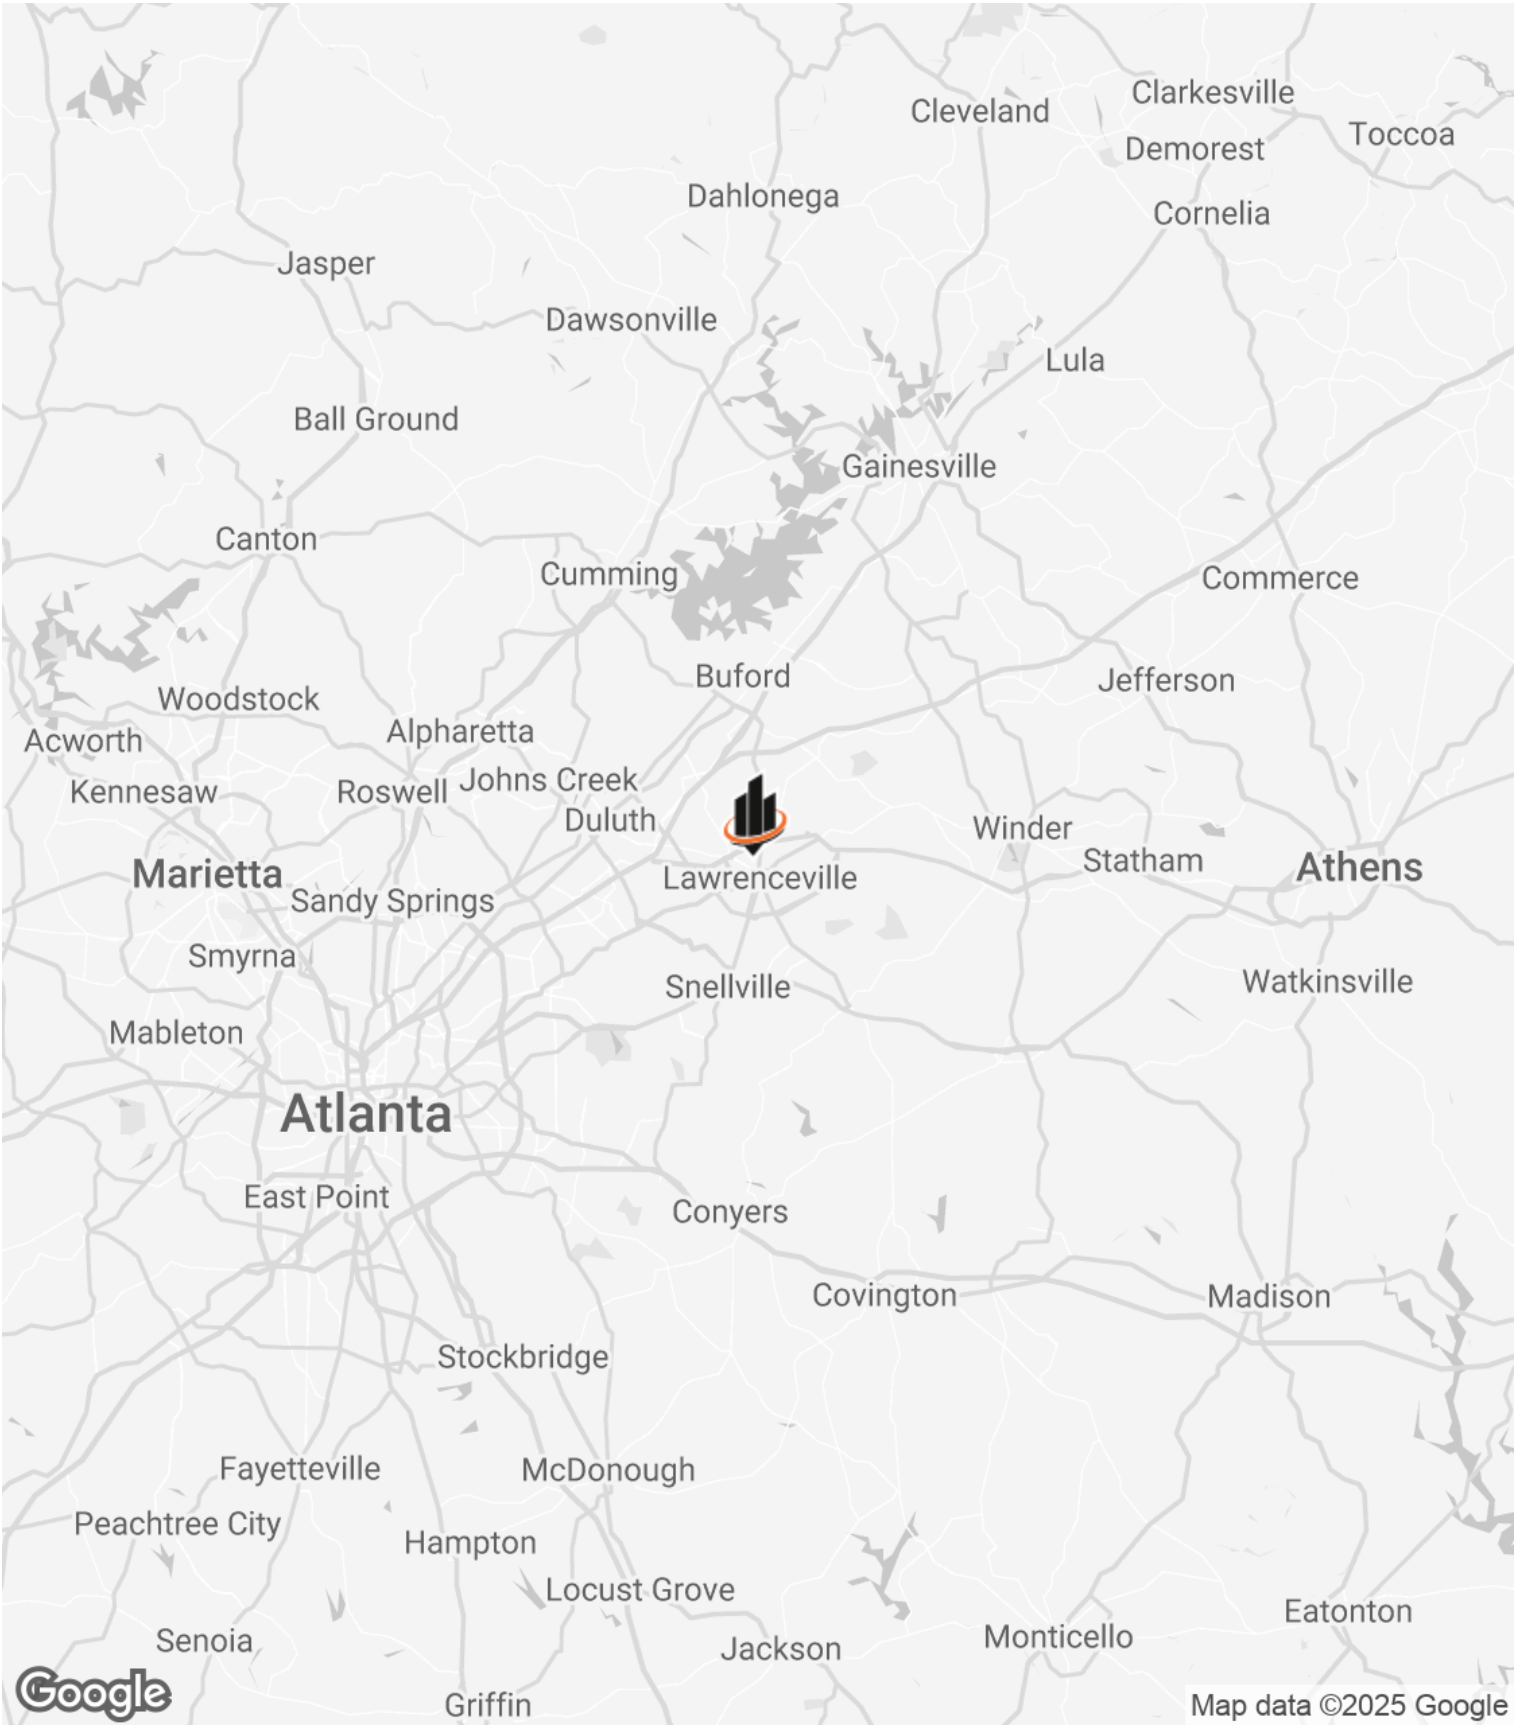 Clarkesville
Cleveland
Toccoa
Demorest
Dahlonega
Cornelia
Jasper
Dawsonville
Lula
Ball Ground
Gainesville
Canton
Cumming
Commerce
Buford
Jefferson
Woodstock
Alpharetta
Acworth
Johns Creek
Kennesaw
Roswell
Duluth
Winder
Statham
Athens
Marietta
Lawrenceville
Sandy Springs
Smyrna
Watkinsville
Snellville
Mableton
Atlanta
East Point
Conyers
Covington
Madison
Stockbridge
Fayetteville
McDonough
Peachtree City
Hampton
Locust Grove
Eatonton
Monticello
Senoia
Jackson
Google
Griffin
Map data ©2025 Google